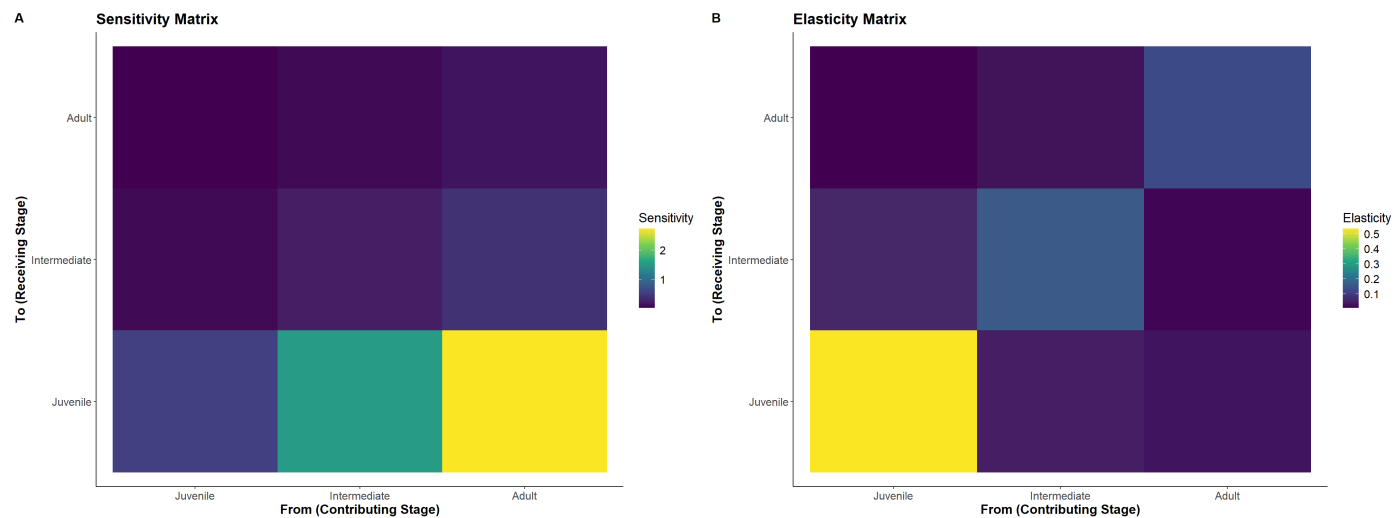 A
Sensitivity Matrix
To (Receiving Stage)
Adult
Intermediate
Juvenile
Juvenile Intermediate Adult
From (Contributing Stage)
Sensitivity
2
1
B
Elasticity Matrix
To (Receiving Stage)
Adult
Intermediate
Juvenile
Juvenile Intermediate Adult
From (Contributing Stage)
Elasticity
0.5
0.4
0.3
0.2
0.1